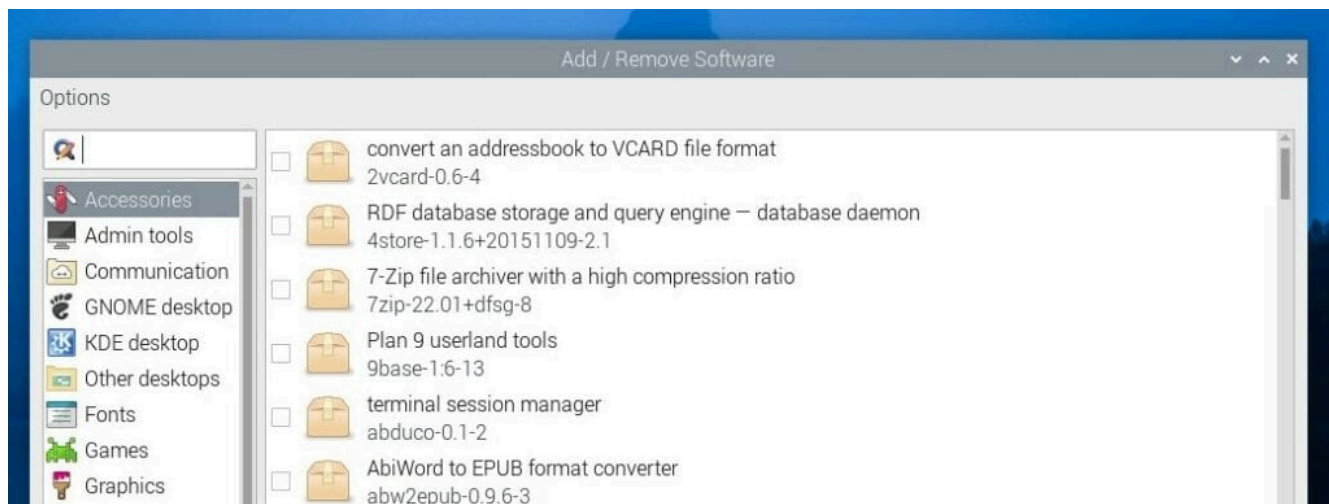 Add / Remove Software
Options
Accessories
Admin tools
Communication
GNOME desktop
KDE desktop
Other desktops
Fonts
Games
Graphics
convert an addressbook to VCARD file format
2vcard-0.6-4
RDF database storage and query engine — database daemon
4store-1.1.6+20151109-2.1
7-Zip file archiver with a high compression ratio
7zip-22.01+dfsg-8
Plan 9 userland tools
9base-1:6-13
terminal session manager
abduco-0.1-2
AbiWord to EPUB format converter
abw2epub-0.9.6-3